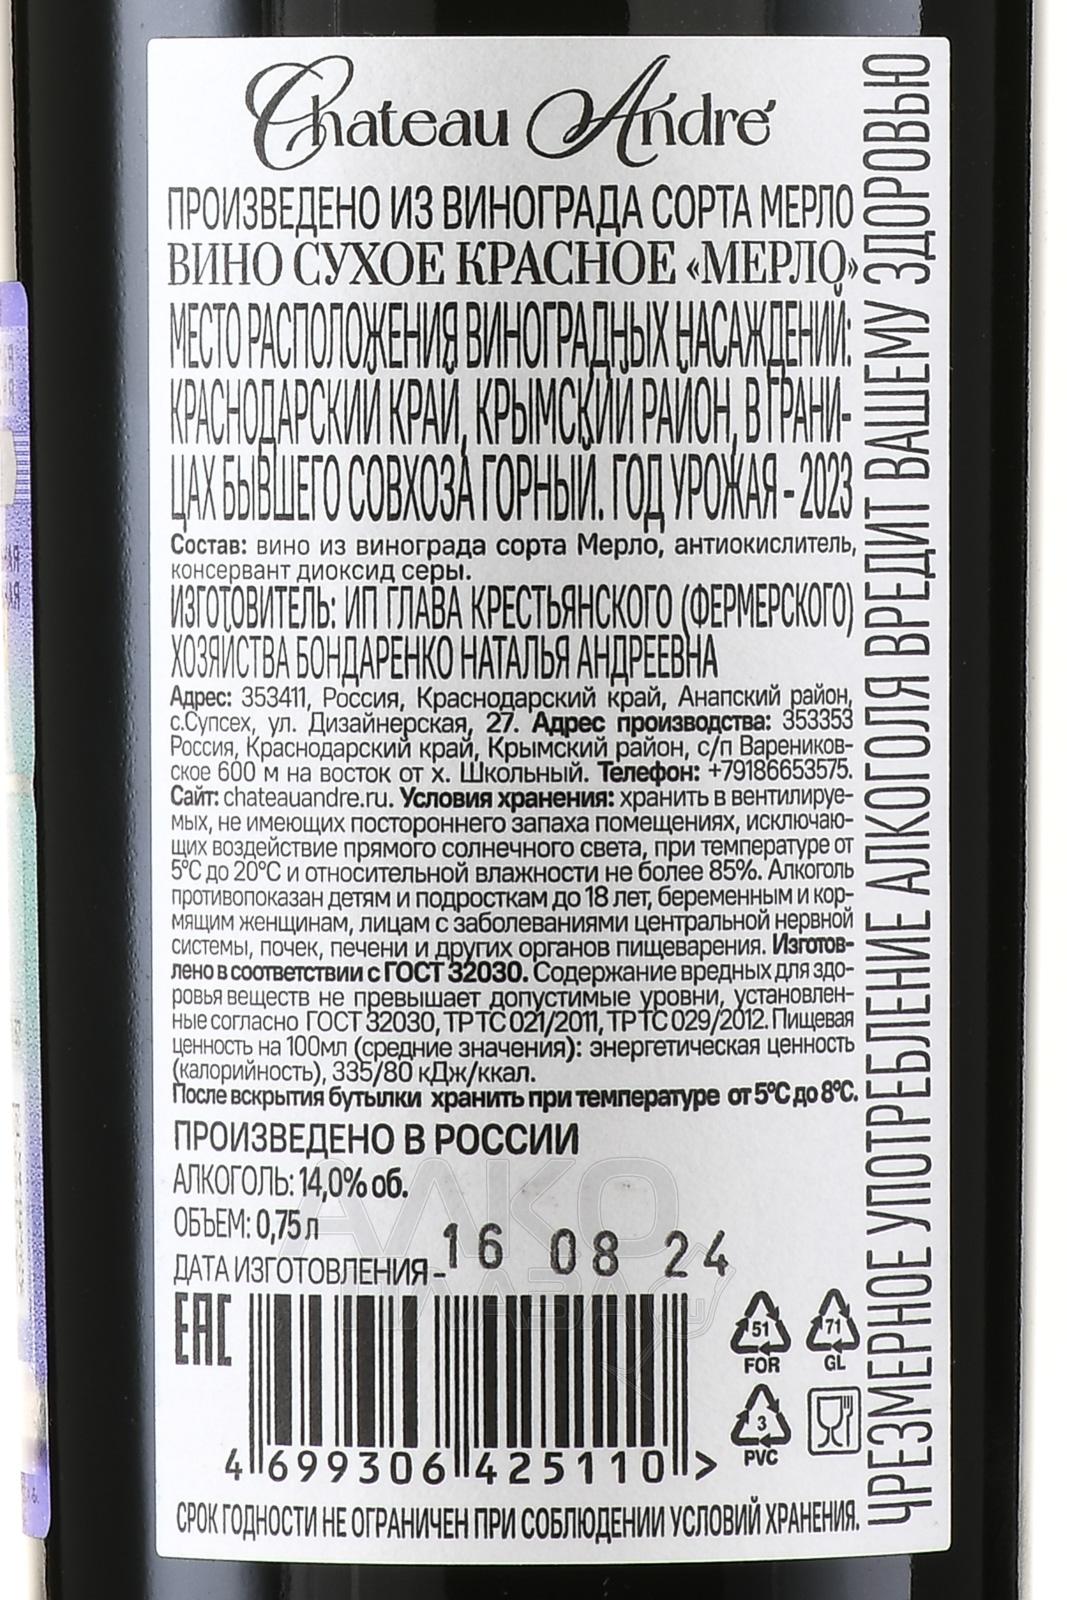 Chateau André
ПРОИЗВЕДЕНО ИЗ ВИНОГРАДА СОРТА МЕРЛО
ВИНО СУХОЕ КРАСНОЕ «МЕРЛО»
МЕСТО РАСПОЛОЖЕНИЯ ВИНОГРАДНЫХ НАСАЖДЕНИЙ:
КРАСНОДАРСКИЙ КРАЙ, КРЫМСКИЙ РАЙОН, В ГРАНИ-
ЦАХ БЫВШЕГО СОВХОЗА ГОРНЫЙ. ГОД УРОЖАЯ - 2023
Состав: вино из винограда сорта Мерло, антиокислитель,
консервант диоксид серы.
ИЗГОТОВИТЕЛЬ: ИП ГЛАВА КРЕСТЬЯНСКОГО (ФЕРМЕРСКОГО)
ХОЗЯЙСТВА БОНДАРЕНКО НАТАЛЬЯ АНДРЕЕВНА
Адрес: 353411, Россия, Краснодарский край, Анапский район,
с.Супсех, ул. Дизайнерская, 27. Адрес производства: 353353
Россия, Краснодарский край, Крымский район, с/п Варениковс-
ское 600 м на восток от х. Школьный. Телефон: +79186653575.
Сайт: chateauandre.ru. Условия хранения: хранить в вентилируе-
мых, не имеющих постороннего запаха помещениях, исключаю-
щих воздействие прямого солнечного света, при температуре от
5°С до 20°С и относительной влажности не более 85%. Алкоголь
противопоказан детям и подросткам до 18 лет, беременным и кор-
мящим женщинам, лицам с заболеваниями центральной нервной
системы, почек, печени и других органов пищеварения. Изготов-
лено в соответствии с ГОСТ 32030. Содержание вредных для здо-
ровья веществ не превышает допустимые уровни, установлен-
ные согласно ГОСТ 32030, ТР ТС 021/2011, ТР ТС 029/2012. Пищевая
ценность на 100мл (средние значения): энергетическая ценность
(калорийность), 335/80 кДж/ккал.
После вскрытия бутылки хранить при температуре от 5°С до 8°С.
ПРОИЗВЕДЕНО В РОССИИ
АЛКОГОЛЬ: 14,0% об.
ОБЪЕМ: 0,75 л
ДАТА ИЗГОТОВЛЕНИЯ - 16 08 24
ЕАС
51
FOR
71
GL
3
PVC
4 699306 425110 >
СРОК ГОДНОСТИ НЕ ОГРАНИЧЕН ПРИ СОБЛЮДЕНИИ УСЛОВИЙ ХРАНЕНИЯ.
ЧРЕЗМЕРНОЕ УПОТРЕБЛЕНИЕ АЛКОГОЛЯ ВРЕДИТ ВАШЕМУ ЗДОРОВЬЮ
АЛКО
ПЛАЗА